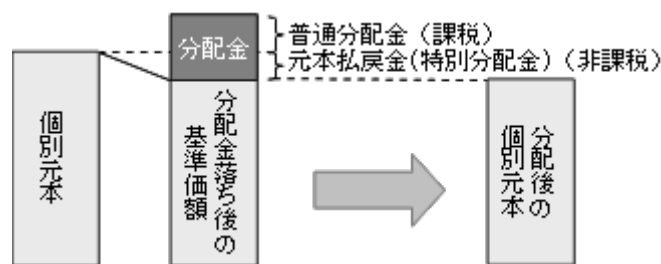 分配金
普通分配金（課税）
元本払戻金(特別分配金)（非課税）
個別元本
分配金落ち後の
基準価額
分配後の
個別元本